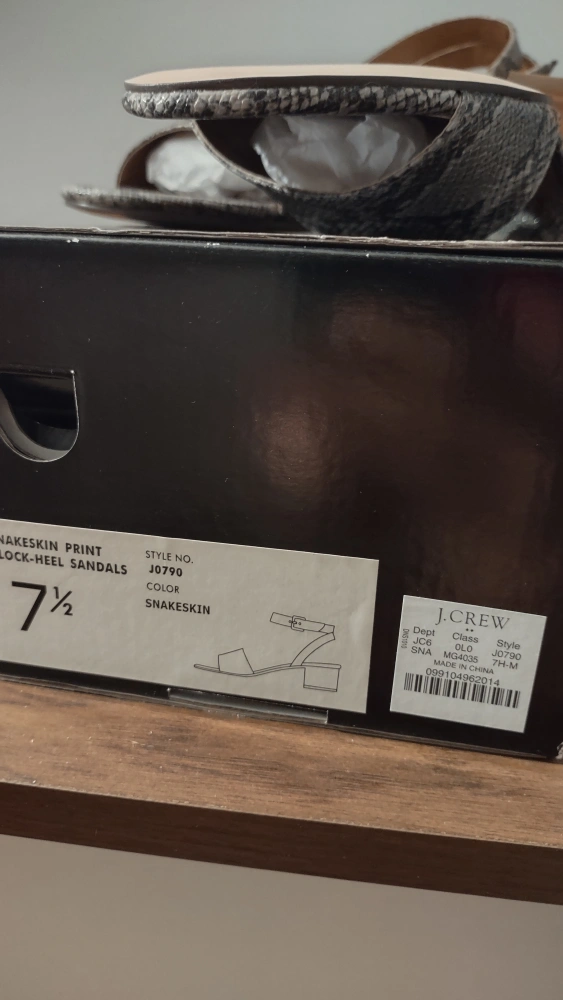 NAKESKIN PRINT
LOCK-HEEL SANDALS
7½
STYLE NO.
J0790
COLOR
SNAKESKIN
J.CREW
Dept Class Style
JC6 0L0 J0790
SNA MG4035 7H-M
MADE IN CHINA
099104962014